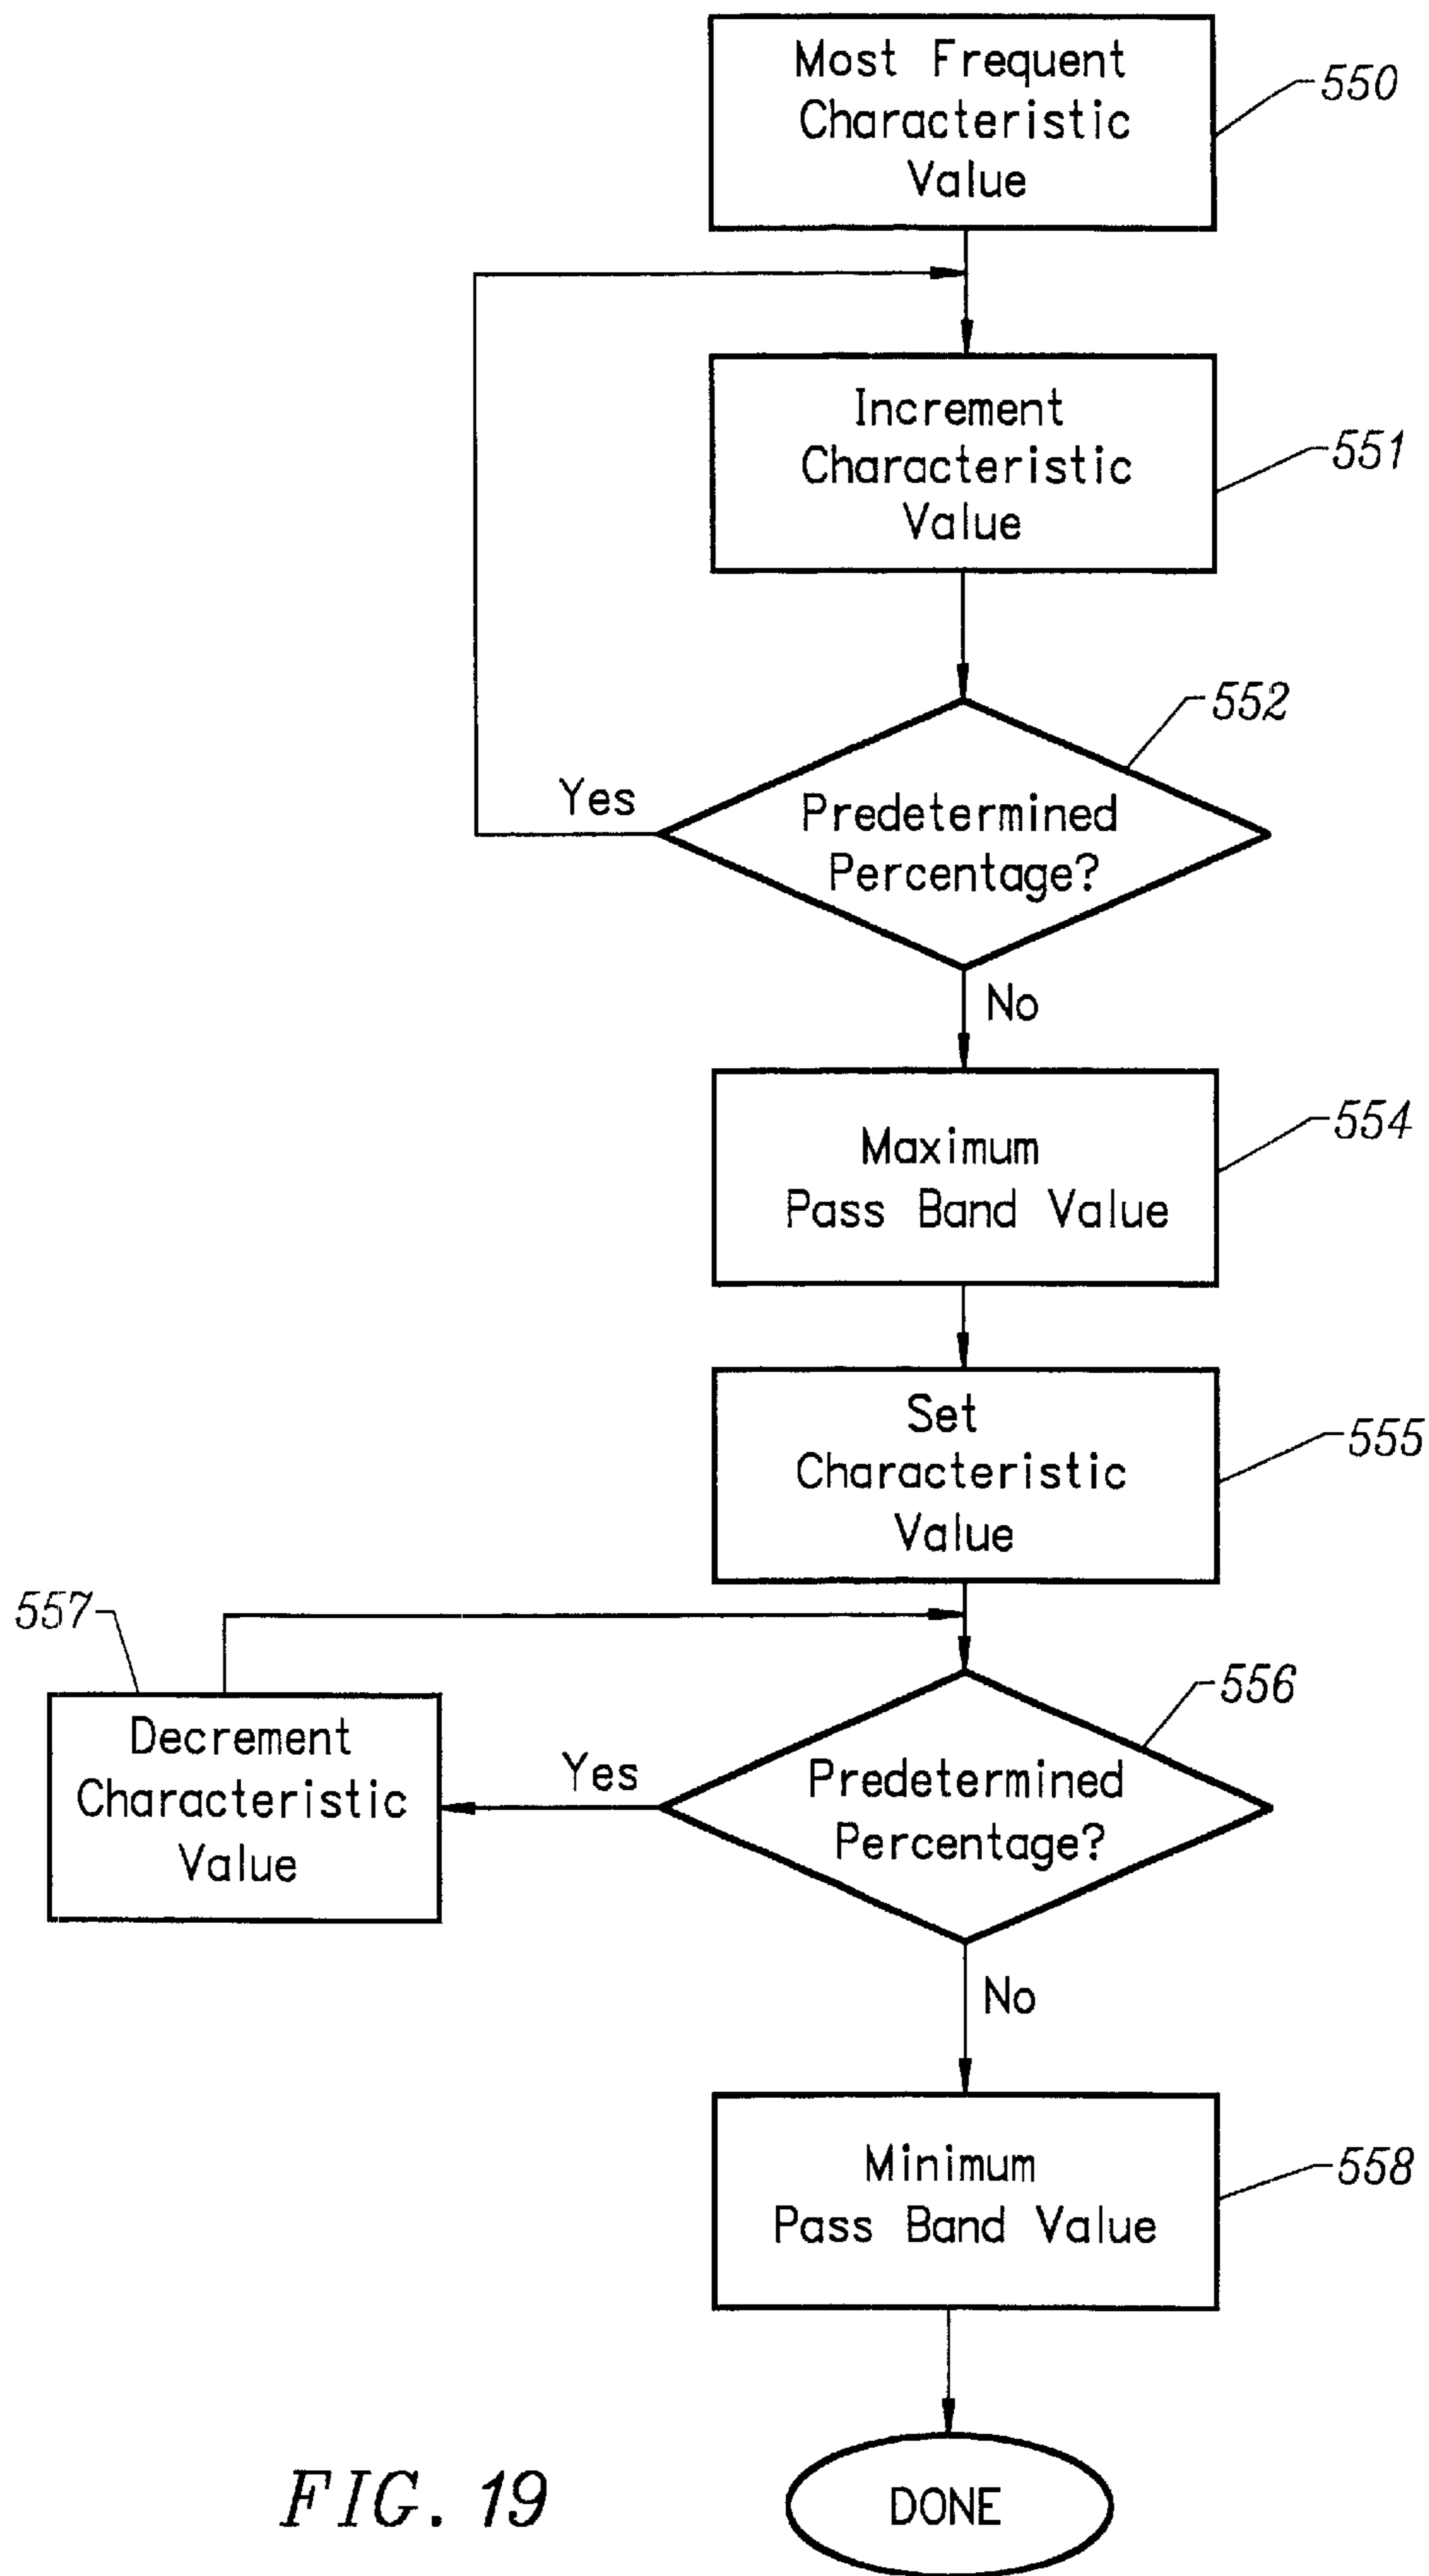 Most Frequent
Characteristic
Value
550
Increment
Characteristic
Value
551
552
Yes
Predetermined
Percentage?
No
Maximum
Pass Band Value
554
Set
Characteristic
Value
555
557
Decrement
Characteristic
Value
Yes
556
Predetermined
Percentage?
No
Minimum
Pass Band Value
558
DONE
FIG. 19